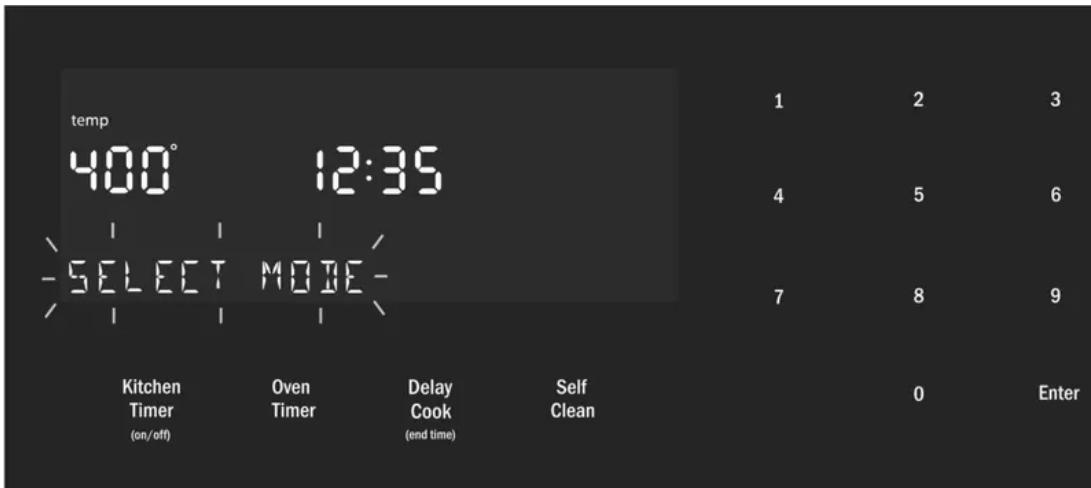 temp
400° 12:35
SELECT MODE
Kitchen Timer (on/off)
Oven Timer
Delay Cook (end time)
Self Clean
1 2 3
4 5 6
7 8 9
0 Enter